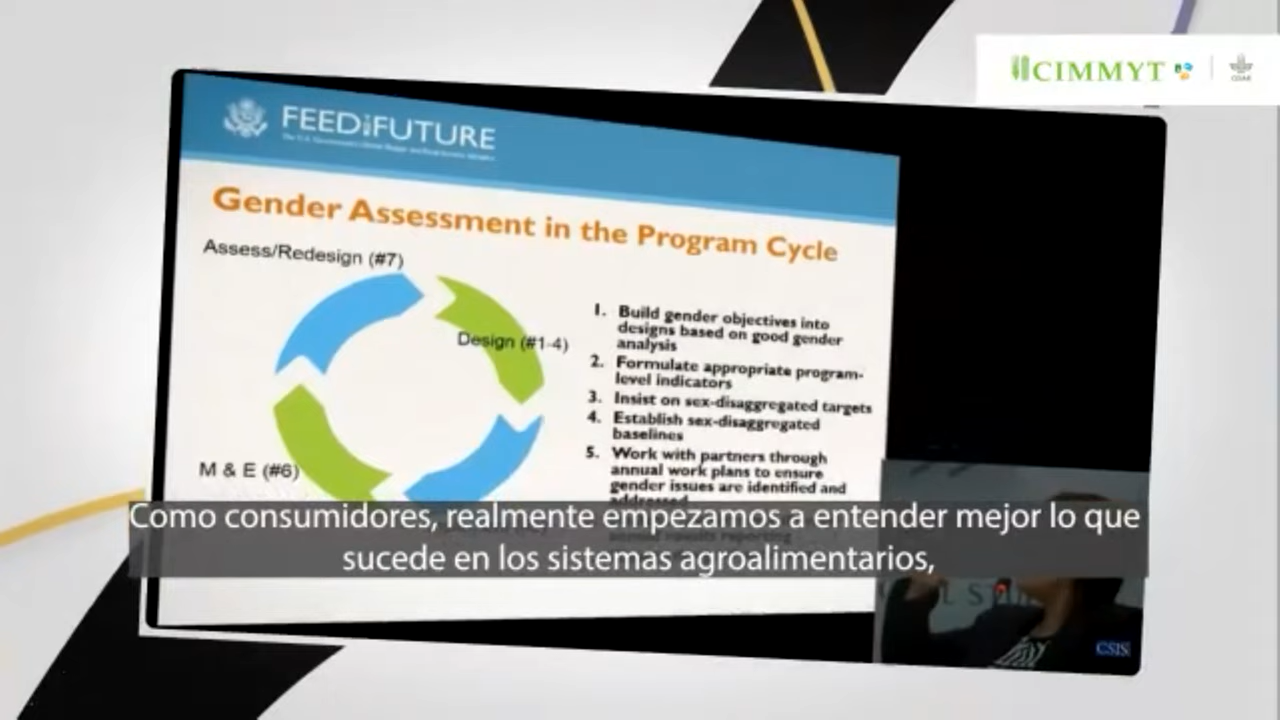 CIMMYT
CGIAR
FEED THE FUTURE
The U.S. Government's Global Hunger and Food Security Initiative
Gender Assessment in the Program Cycle
Assess/Redesign (#7)
Design (#1-4)
M & E (#6)
1. Build gender objectives into
designs based on good gender
analysis
2. Formulate appropriate program-
level indicators
3. Insist on sex-disaggregated targets
4. Establish sex-disaggregated
baselines
5. Work with partners through
annual work plans to ensure
gender issues are identified and
addressed
Como consumidores, realmente empezamos a entender mejor lo que
sucede en los sistemas agroalimentarios,
CSIS